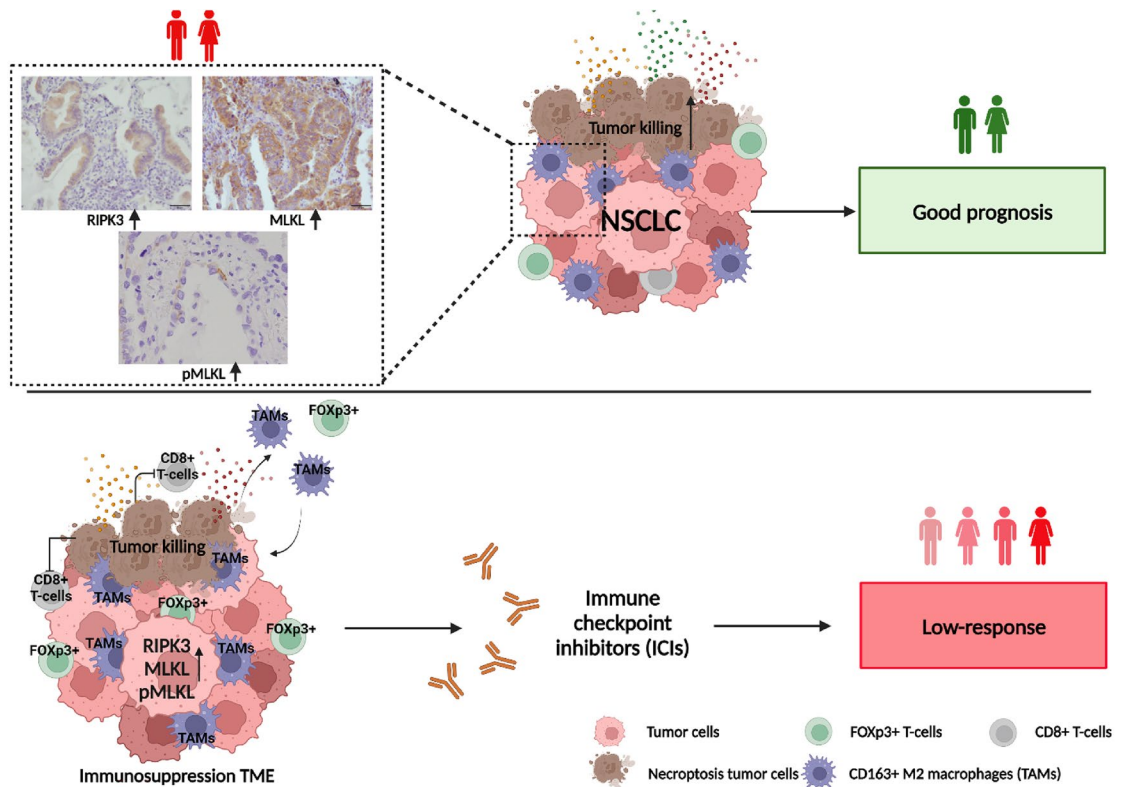 RIPK3
MLKL
pMLKL
Tumor killing
NSCLC
Good prognosis
TAMs
FOXp3+
TAMs
CD8+
T-cells
Tumor killing
TAMs
CD8+
T-cells
TAMs
FOXp3+
FOXp3+
TAMs
TAMs
FOXp3+
RIPK3
MLKL
pMLKL
TAMs
Immunosuppression TME
Immune
checkpoint
inhibitors (ICIs)
Low-response
Tumor cells
FOXp3+ T-cells
CD8+ T-cells
Necroptosis tumor cells
CD163+ M2 macrophages (TAMs)